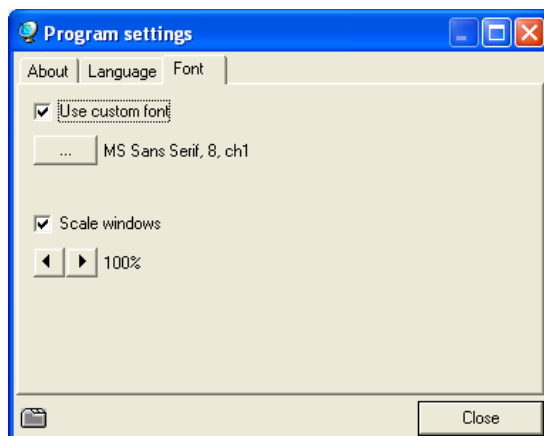 Program settings
About Language Font
Use custom font
... MS Sans Serif, 8, ch1
Scale windows
100%
Close